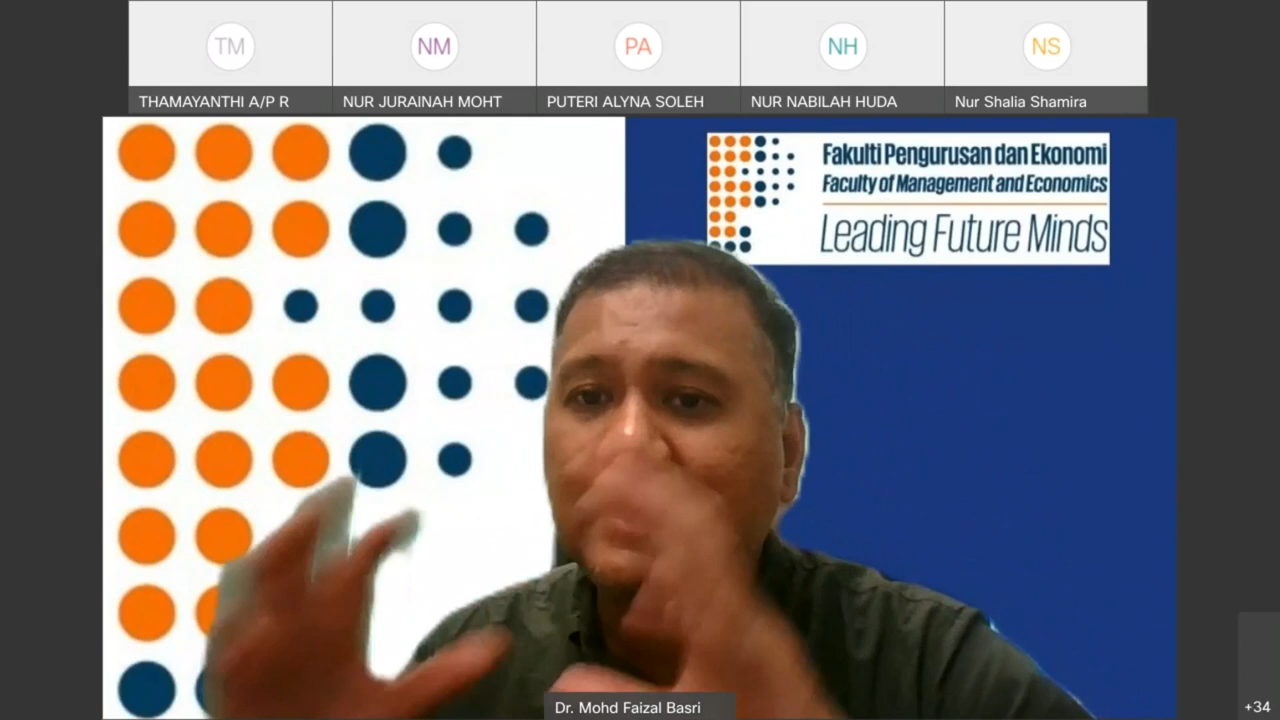 TM
NM
PA
NH
NS
THAMAYANTHI A/P R
NUR JURAINAH MOHT
PUTERI ALYNA SOLEH
NUR NABILAH HUDA
Nur Shalia Shamira
Fakulti Pengurusan dan Ekonomi
Faculty of Management and Economics
Leading Future Minds
Dr. Mohd Faizal Basri
+34